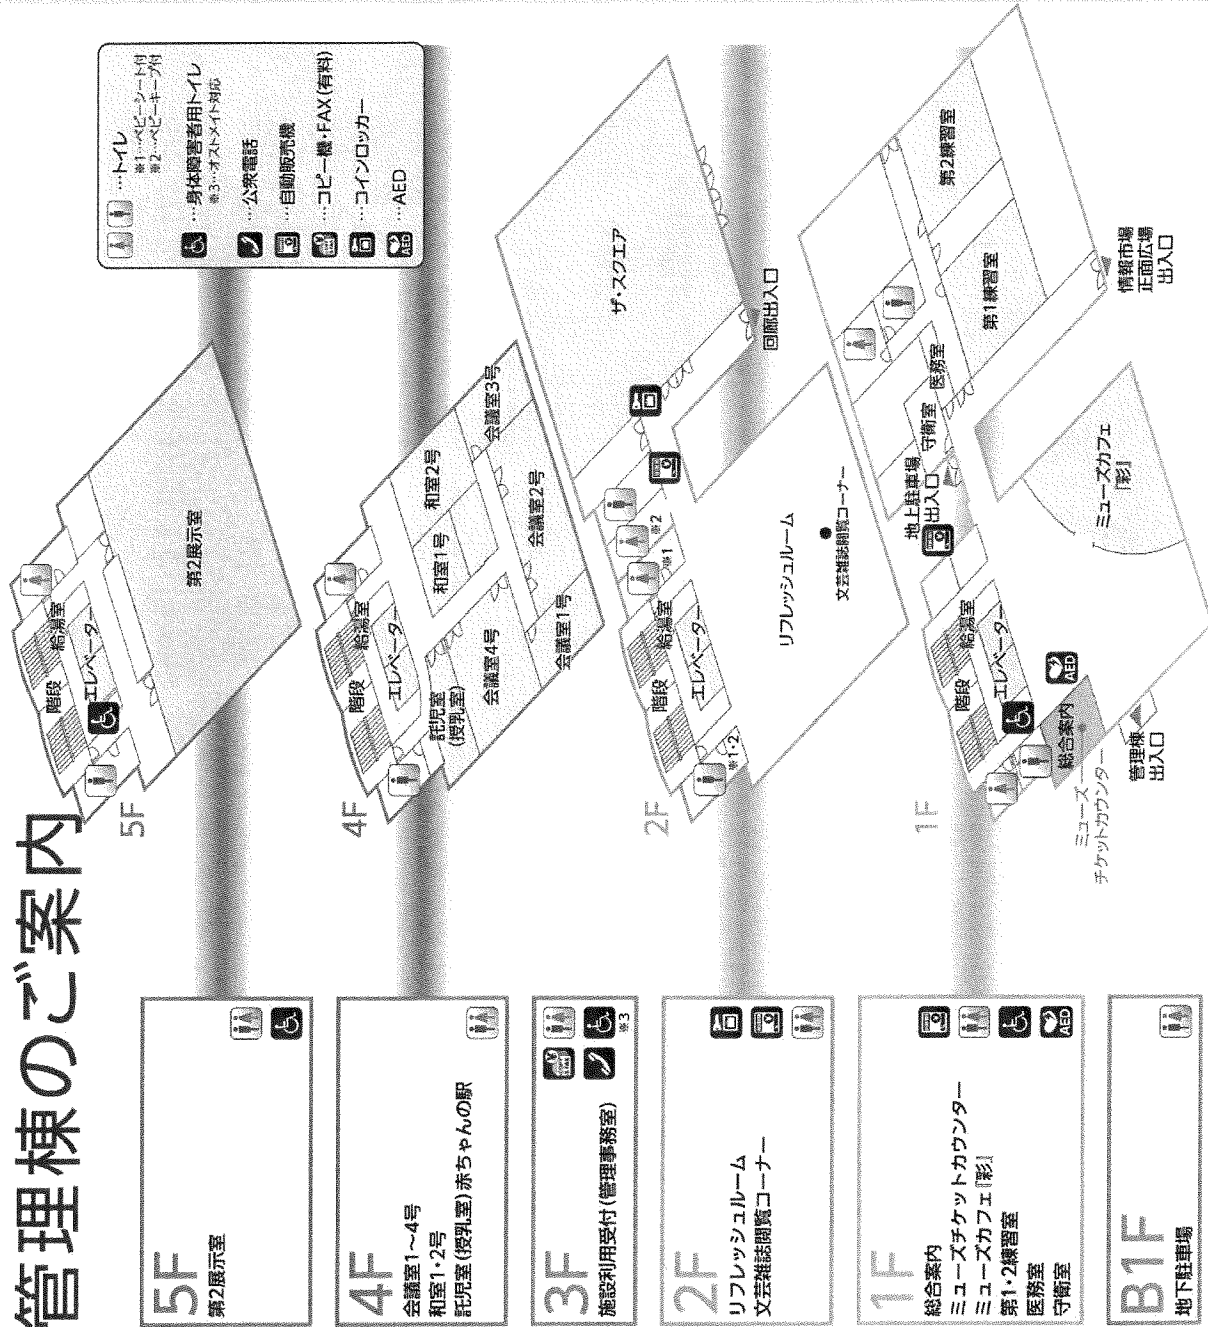 管理棟のご案内
5F
第2展示室
4F
会議室1～4号
和室1・2号
託児室(授乳室)赤ちゃんの駅
3F
施設利用受付(管理事務室)
※3
2F
リフレッシュルーム
文芸雑誌閲覧コーナー
1F
総合案内
ミューズチケットカウンター
ミューズカフェ『彩』
第1・2練習室
医務室
守衛室
AED
B1F
地下駐車場
…トイレ
※1…ベビーシート付
※2…ベビーキープ付
…身体障害者用トイレ
※3…オストメイト対応
…公衆電話
…自動販売機
…コピー機・FAX(有料)
…コインロッカー
AED
…AED
5F
階段
給湯室
エレベーター
第2展示室
4F
階段
給湯室
エレベーター
託児室
(授乳室)
和室1号
和室2号
会議室4号
会議室1号
会議室2号
会議室3号
2F
階段
給湯室
エレベーター
※1・2
※1
※2
ザ・スクエア
回廊出入口
リフレッシュルーム
文芸雑誌閲覧コーナー
1F
階段
給湯室
エレベーター
総合案内
AED
ミューズ
チケットカウンター
管理棟
出入口
地上駐車場
出入口
守衛室
医務室
第1練習室
第2練習室
ミューズカフェ
『彩』
情報市場
正面広場
出入口